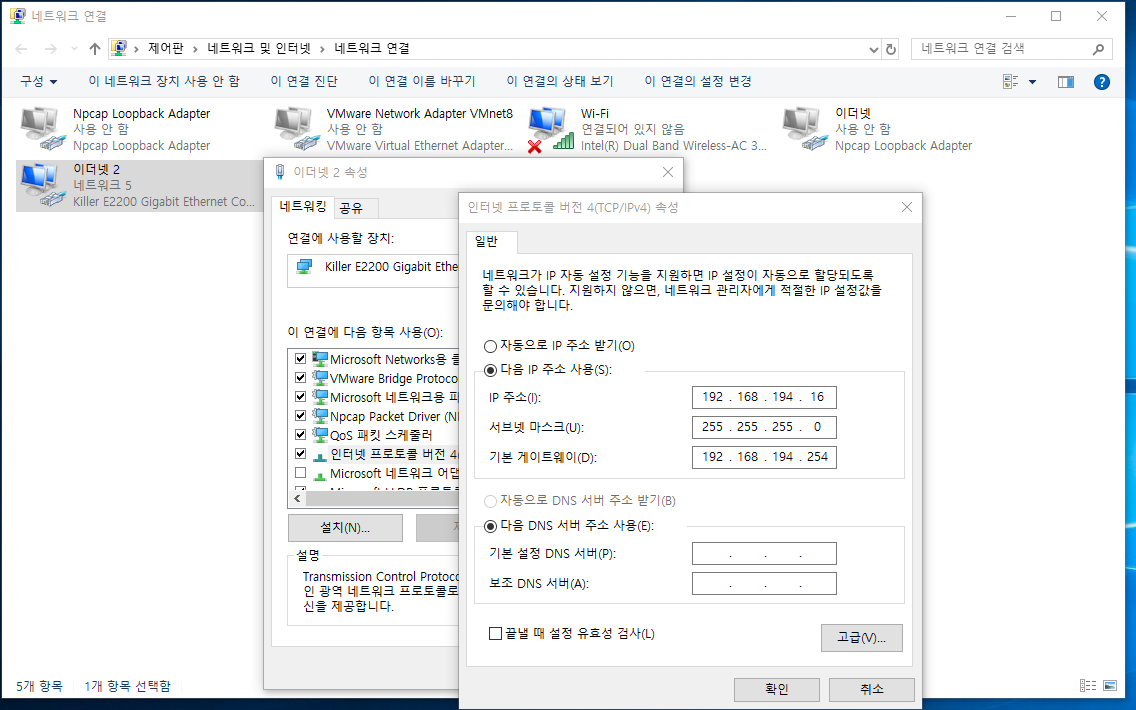 네트워크 연결
제어판 > 네트워크 및 인터넷 > 네트워크 연결
네트워크 연결 검색
구성 이 네트워크 장치 사용 안 함 이 연결 진단 이 연결 이름 바꾸기 이 연결의 상태 보기 이 연결의 설정 변경
Npcap Loopback Adapter
사용 안 함
Npcap Loopback Adapter
VMware Network Adapter VMnet8
사용 안 함
VMware Virtual Ethernet Adapter...
Wi-Fi
연결되어 있지 않음
Intel(R) Dual Band Wireless-AC 3...
이더넷
사용 안 함
Npcap Loopback Adapter
이더넷 2
네트워크 5
Killer E2200 Gigabit Ethernet Co...
이더넷 2 속성
네트워킹 공유
연결에 사용할 장치:
Killer E2200 Gigabit Ethe
이 연결에 다음 항목 사용(O):
Microsoft Networks용
VMware Bridge Protoco
Microsoft 네트워크용
Npcap Packet Driver (N
QoS 패킷 스케줄러
인터넷 프로토콜 버전 4(
Microsoft 네트워크 어댑
설치(N)...
설명
Transmission Control Protoco
인 광역 네트워크 프로토콜로
신을 제공합니다.
인터넷 프로토콜 버전 4(TCP/IPv4) 속성
일반
네트워크가 IP 자동 설정 기능을 지원하면 IP 설정이 자동으로 할당되도록
할 수 있습니다. 지원하지 않으면, 네트워크 관리자에게 적절한 IP 설정값을
문의해야 합니다.
자동으로 IP 주소 받기(O)
다음 IP 주소 사용(S):
IP 주소(I): 192 . 168 . 194 . 16
서브넷 마스크(U): 255 . 255 . 255 . 0
기본 게이트웨이(D): 192 . 168 . 194 . 254
자동으로 DNS 서버 주소 받기(B)
다음 DNS 서버 주소 사용(E):
기본 설정 DNS 서버(P): . . .
보조 DNS 서버(A): . . .
끝낼 때 설정 유효성 검사(L)
고급(V)...
확인 취소
5개 항목 1개 항목 선택함